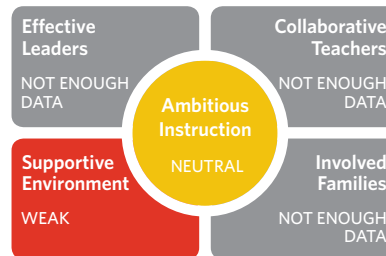 Effective
Leaders
NOT ENOUGH
DATA
Collaborative
Teachers
NOT ENOUGH
DATA
Ambitious
Instruction
NEUTRAL
Supportive
Environment
WEAK
Involved
Families
NOT ENOUGH
DATA